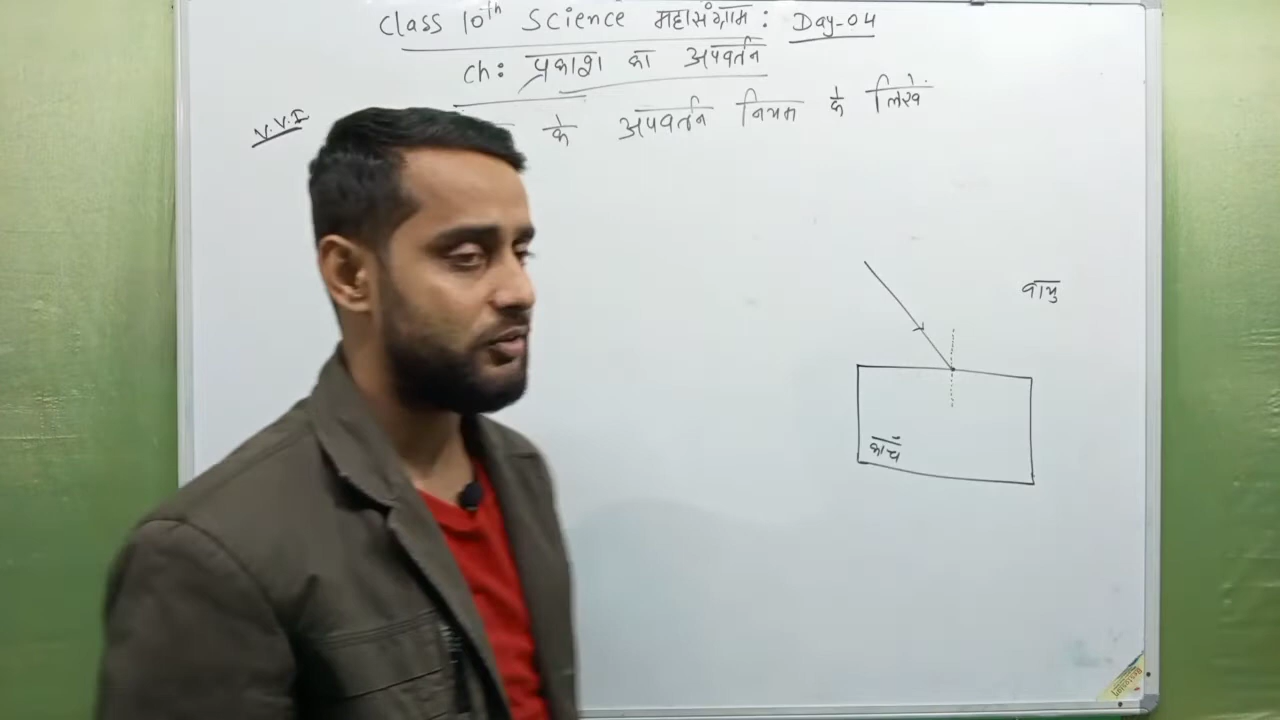 Class 10th Science महासंग्राम : Day-04
Ch: प्रकाश का अपवर्तन
V.V.I के अपवर्तन नियम के लिखें
वायु
काँच